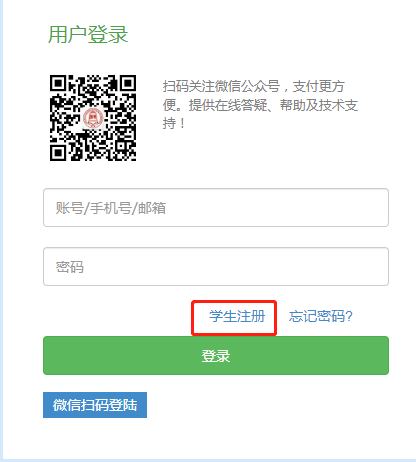 用户登录
扫码关注微信公众号，支付更方
便。提供在线答疑、帮助及技术支
持！
账号/手机号/邮箱
密码
学生注册 忘记密码?
登录
微信扫码登陆